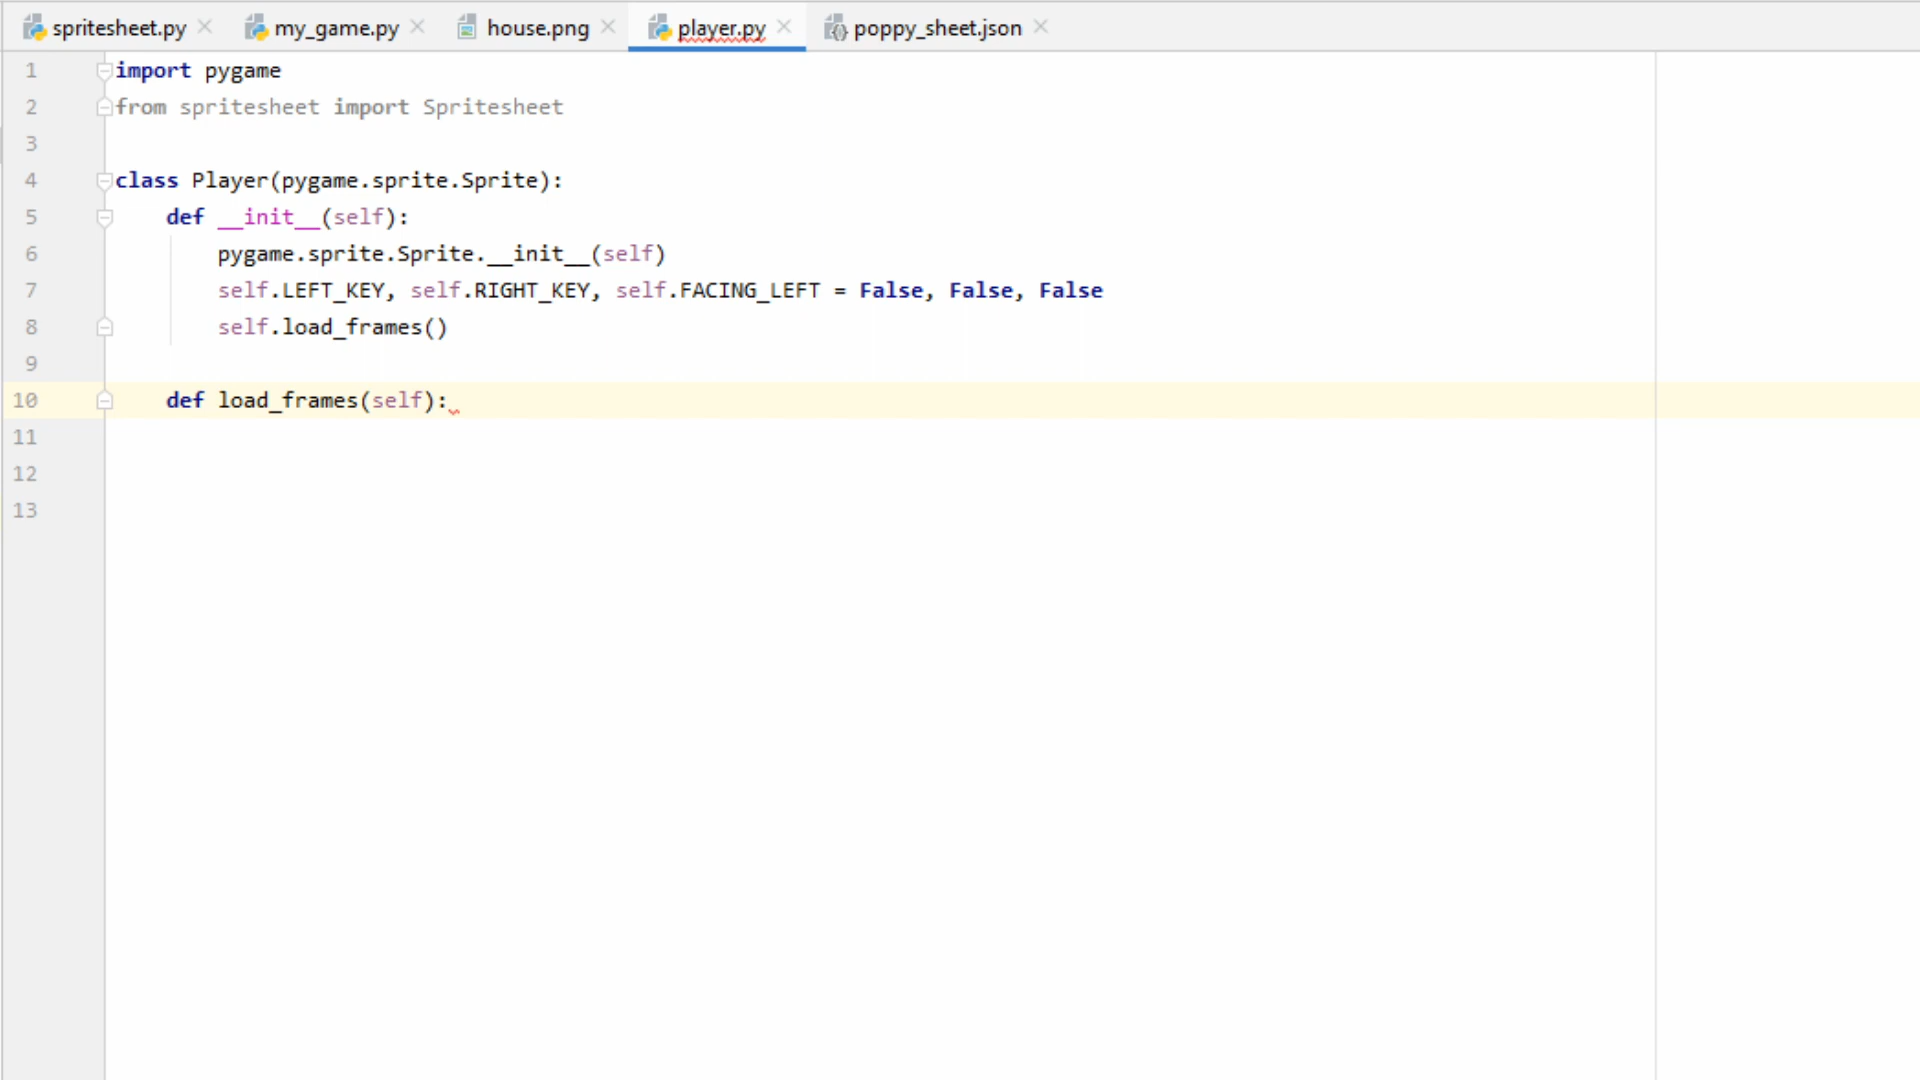 spritesheet.py my_game.py house.png player.py poppy_sheet.json
1 import pygame
2 from spritesheet import Spritesheet
3
4 class Player(pygame.sprite.Sprite):
5     def __init__(self):
6         pygame.sprite.Sprite.__init__(self)
7         self.LEFT_KEY, self.RIGHT_KEY, self.FACING_LEFT = False, False, False
8         self.load_frames()
9
10     def load_frames(self):
11
12
13